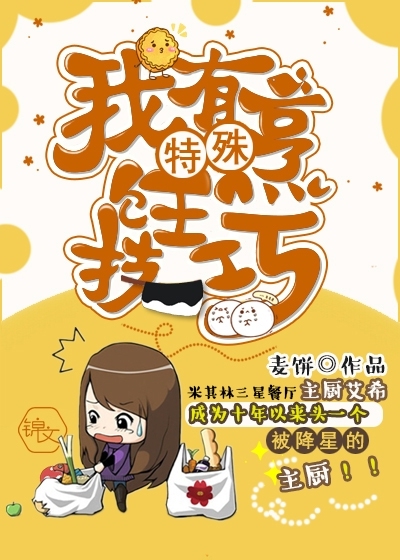 我有
特殊
烹饪
技巧
麦饼◎作品
米其林三星餐厅 主厨艾希
成为十年以来头一个
被降星的
主厨！！
锦文